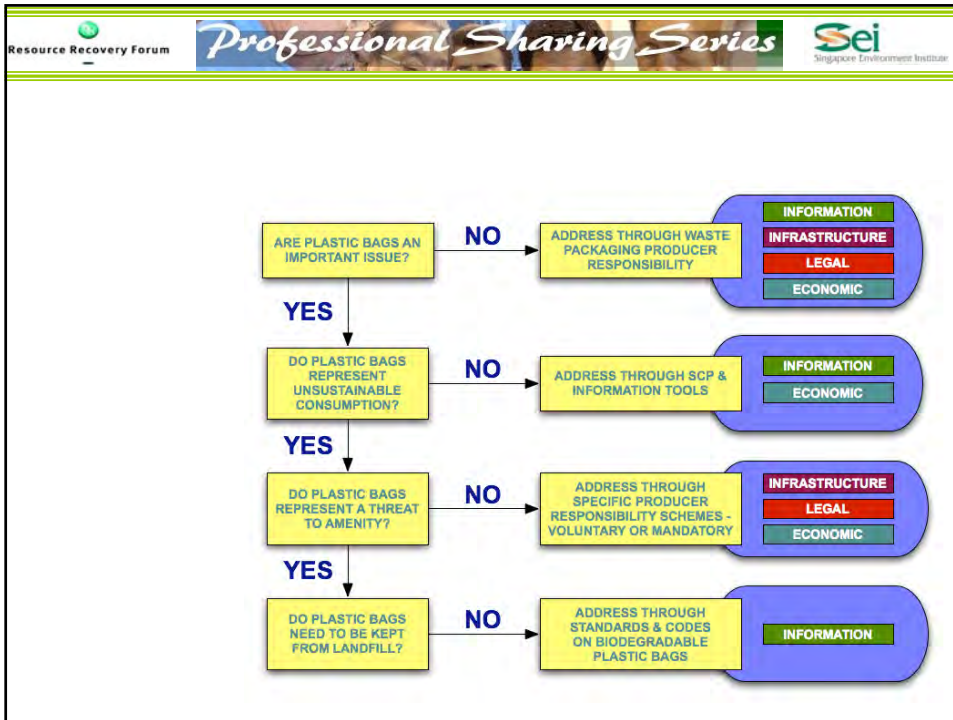 Resource Recovery Forum
Professional Sharing Series
Sei
Singapore Environment Institute
ARE PLASTIC BAGS AN
IMPORTANT ISSUE?
NO
ADDRESS THROUGH WASTE
PACKAGING PRODUCER
RESPONSIBILITY
INFORMATION
INFRASTRUCTURE
LEGAL
ECONOMIC
YES
DO PLASTIC BAGS
REPRESENT
UNSUSTAINABLE
CONSUMPTION?
NO
ADDRESS THROUGH SCP &
INFORMATION TOOLS
INFORMATION
ECONOMIC
YES
DO PLASTIC BAGS
REPRESENT A THREAT
TO AMENITY?
NO
ADDRESS THROUGH
SPECIFIC PRODUCER
RESPONSIBILITY SCHEMES -
VOLUNTARY OR MANDATORY
INFRASTRUCTURE
LEGAL
ECONOMIC
YES
DO PLASTIC BAGS
NEED TO BE KEPT
FROM LANDFILL?
NO
ADDRESS THROUGH
STANDARDS & CODES
ON BIODEGRADABLE
PLASTIC BAGS
INFORMATION